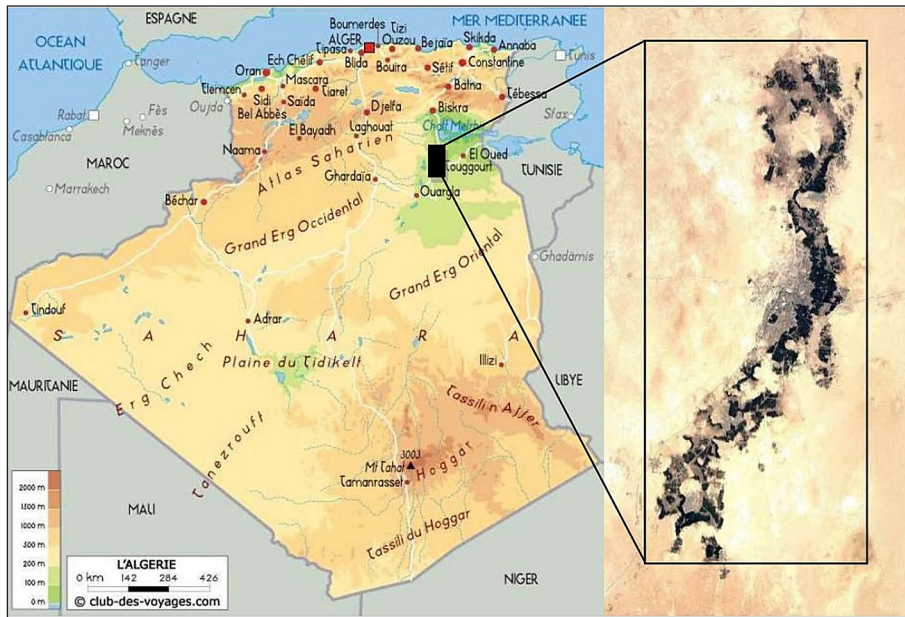 ESPAGNE
MER MEDITERRANEE
OCEAN
ATLANTIQUE
Boumerdes
Tizi
Ouzou
ALGER
Tipasa
Blida
Bouira
Bejaïa
Skikda
Annaba
Tunis
Tanger
Ech Chélif
Oran
Sétif
Constantine
Mascara
Tlemcen
Sidi
Bel Abbès
Saïda
Tiaret
Batna
Tébessa
Rabat
Oujda
Fès
Meknès
Casablanca
Djelfa
Biskra
Sfax
El Bayadh
Laghouat
Chott Melrhir
MAROC
Naama
Atlas Saharien
El Oued
Touggourt
TUNISIE
Marrakech
Ghardaïa
Ouargla
Béchar
Grand Erg Occidental
Grand Erg Oriental
Ghadāmis
Tindouf
Adrar
S A H A R A
Plaine du Tidikelt
Illizi
MAURITANIE
Erg Chech
LIBYE
Tassili n Ajjer
Tanezrouft
3003
Mt Tahat
Hoggar
Tamanrasset
MALI
Tassili du Hoggar
NIGER
2000 m
1500 m
1000 m
500 m
200 m
100 m
0 m
L'ALGERIE
0 km 142 284 426
© club-des-voyages.com